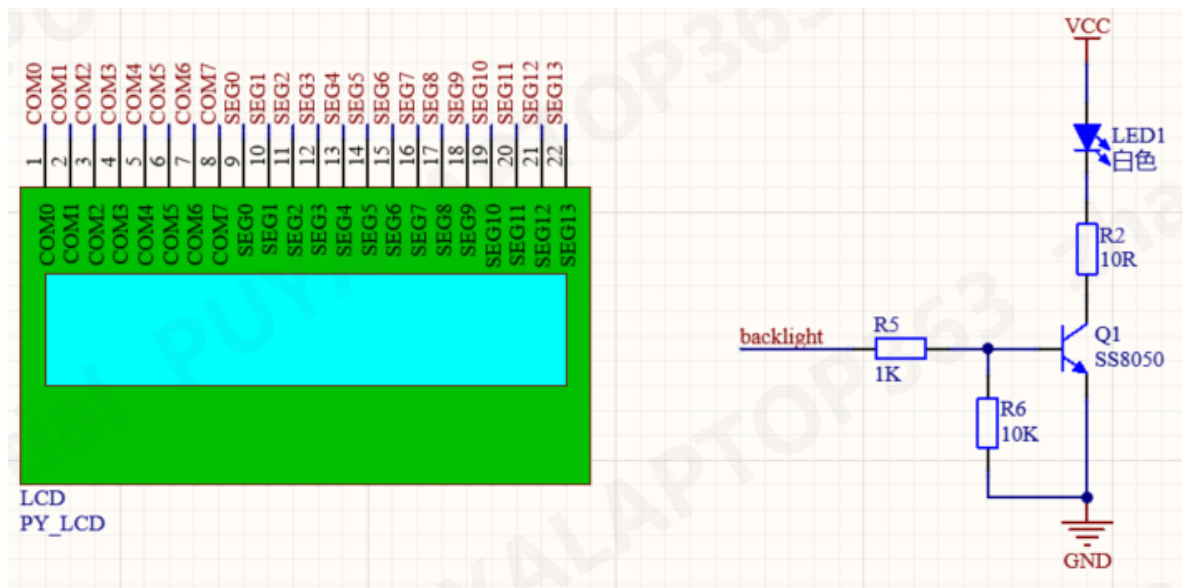 COM0
COM1
COM2
COM3
COM4
COM5
COM6
COM7
SEG0
SEG1
SEG2
SEG3
SEG4
SEG5
SEG6
SEG7
SEG8
SEG9
SEG10
SEG11
SEG12
SEG13
1
2
3
4
5
6
7
8
9
10
11
12
13
14
15
16
17
18
19
20
21
22
COM0
COM1
COM2
COM3
COM4
COM5
COM6
COM7
SEG0
SEG1
SEG2
SEG3
SEG4
SEG5
SEG6
SEG7
SEG8
SEG9
SEG10
SEG11
SEG12
SEG13
LCD
PY_LCD
VCC
LED1
白色
R2
10R
backlight
R5
1K
Q1
SS8050
R6
10K
GND